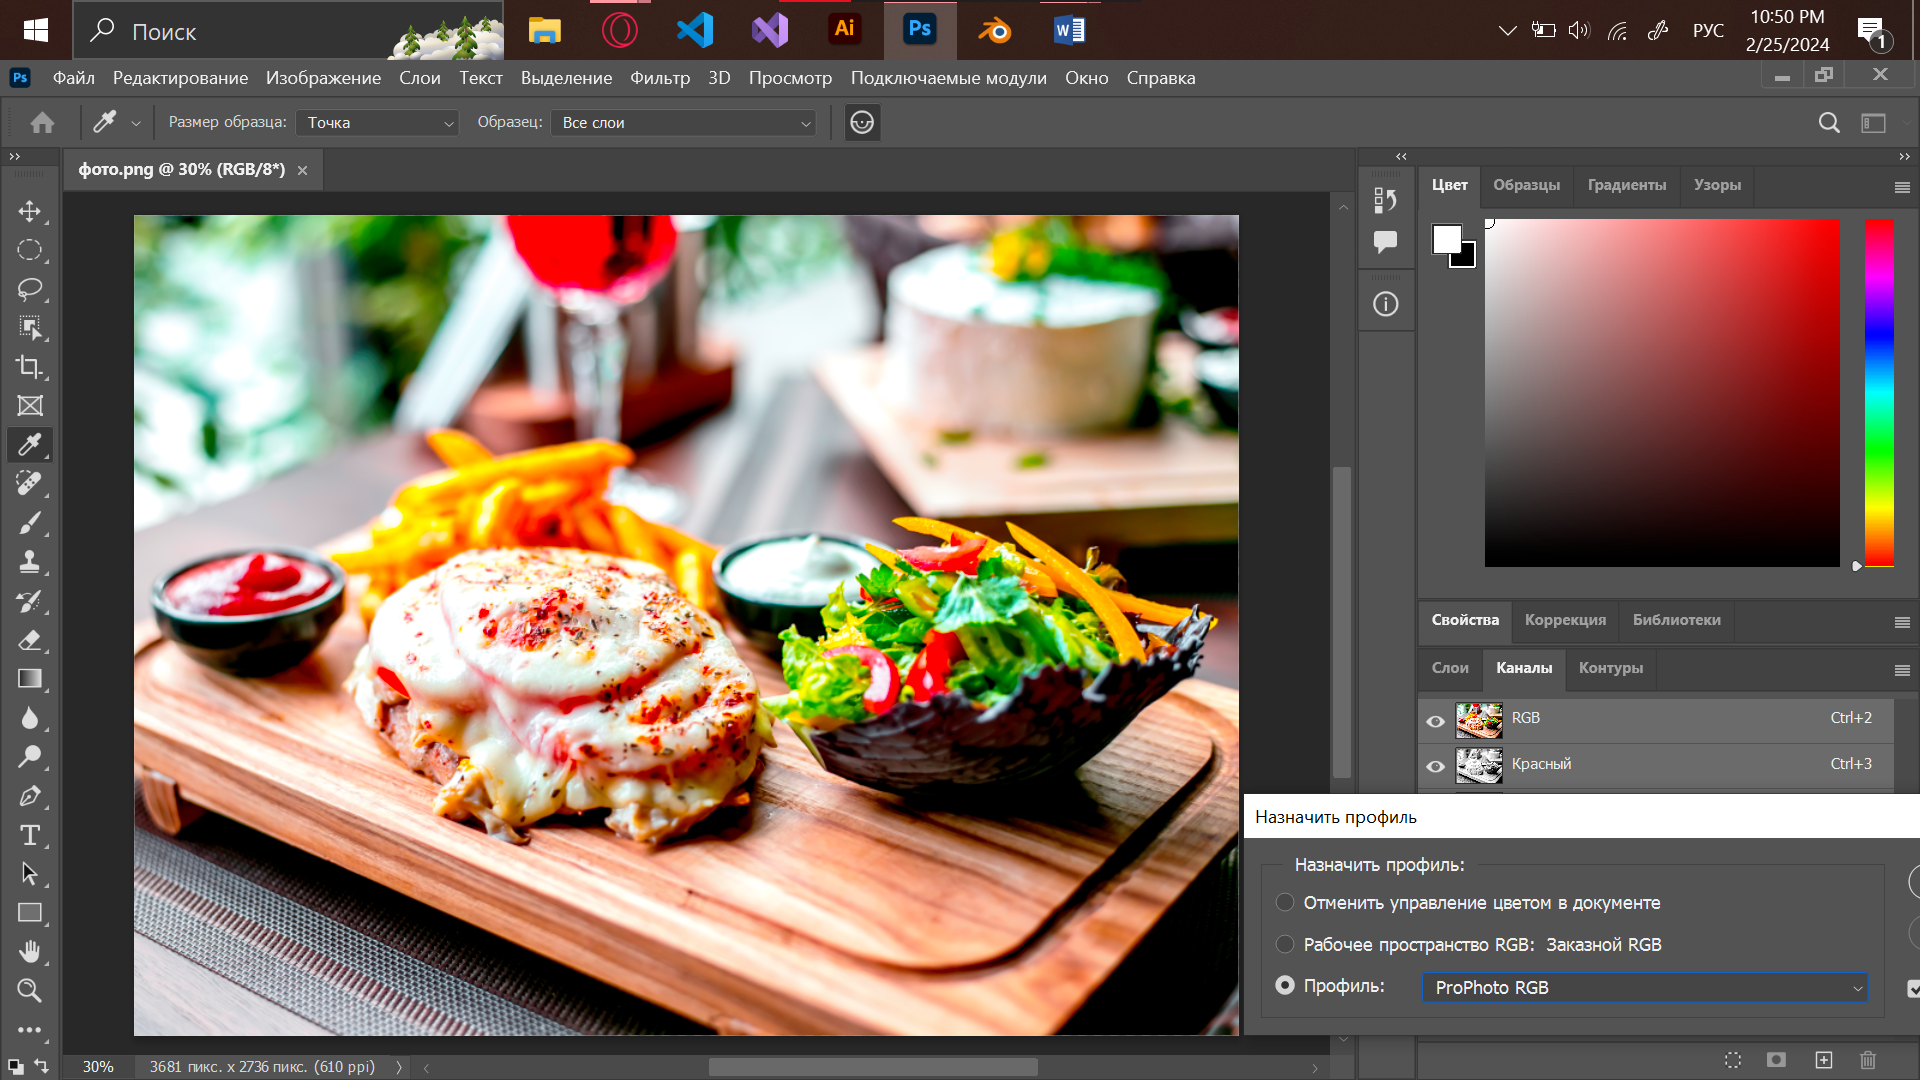 Поиск
Ai
Ps
W
РУС
10:50 PM
2/25/2024
1
Ps
Файл Редактирование Изображение Слои Текст Выделение Фильтр 3D Просмотр Подключаемые модули Окно Справка
Размер образца: Точка Образец: Все слои
фото.png @ 30% (RGB/8*)
Цвет Образцы Градиенты Узоры
Свойства Коррекция Библиотеки
Слои Каналы Контуры
RGB Ctrl+2
Красный Ctrl+3
Назначить профиль
Назначить профиль:
Отменить управление цветом в документе
Рабочее пространство RGB: Заказной RGB
Профиль: ProPhoto RGB
30% 3681 пикс. x 2736 пикс. (610 ppi)